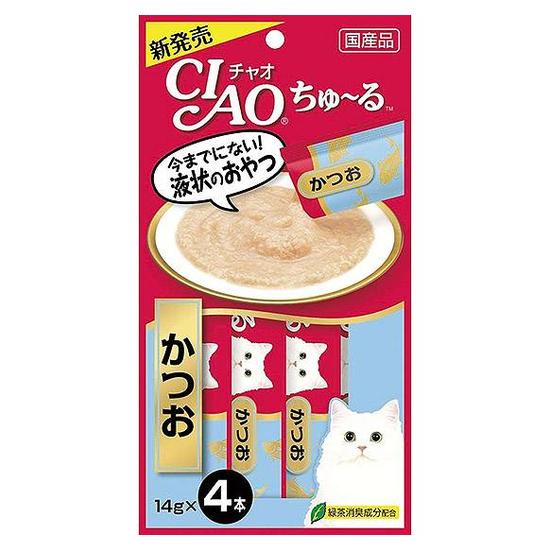 新発売
国産品
CIAO チャオ ® ちゅ〜る ™
今までにない!
液状のおやつ
かつお
かつお
かつお
かつお
14g×4本
緑茶消臭成分配合